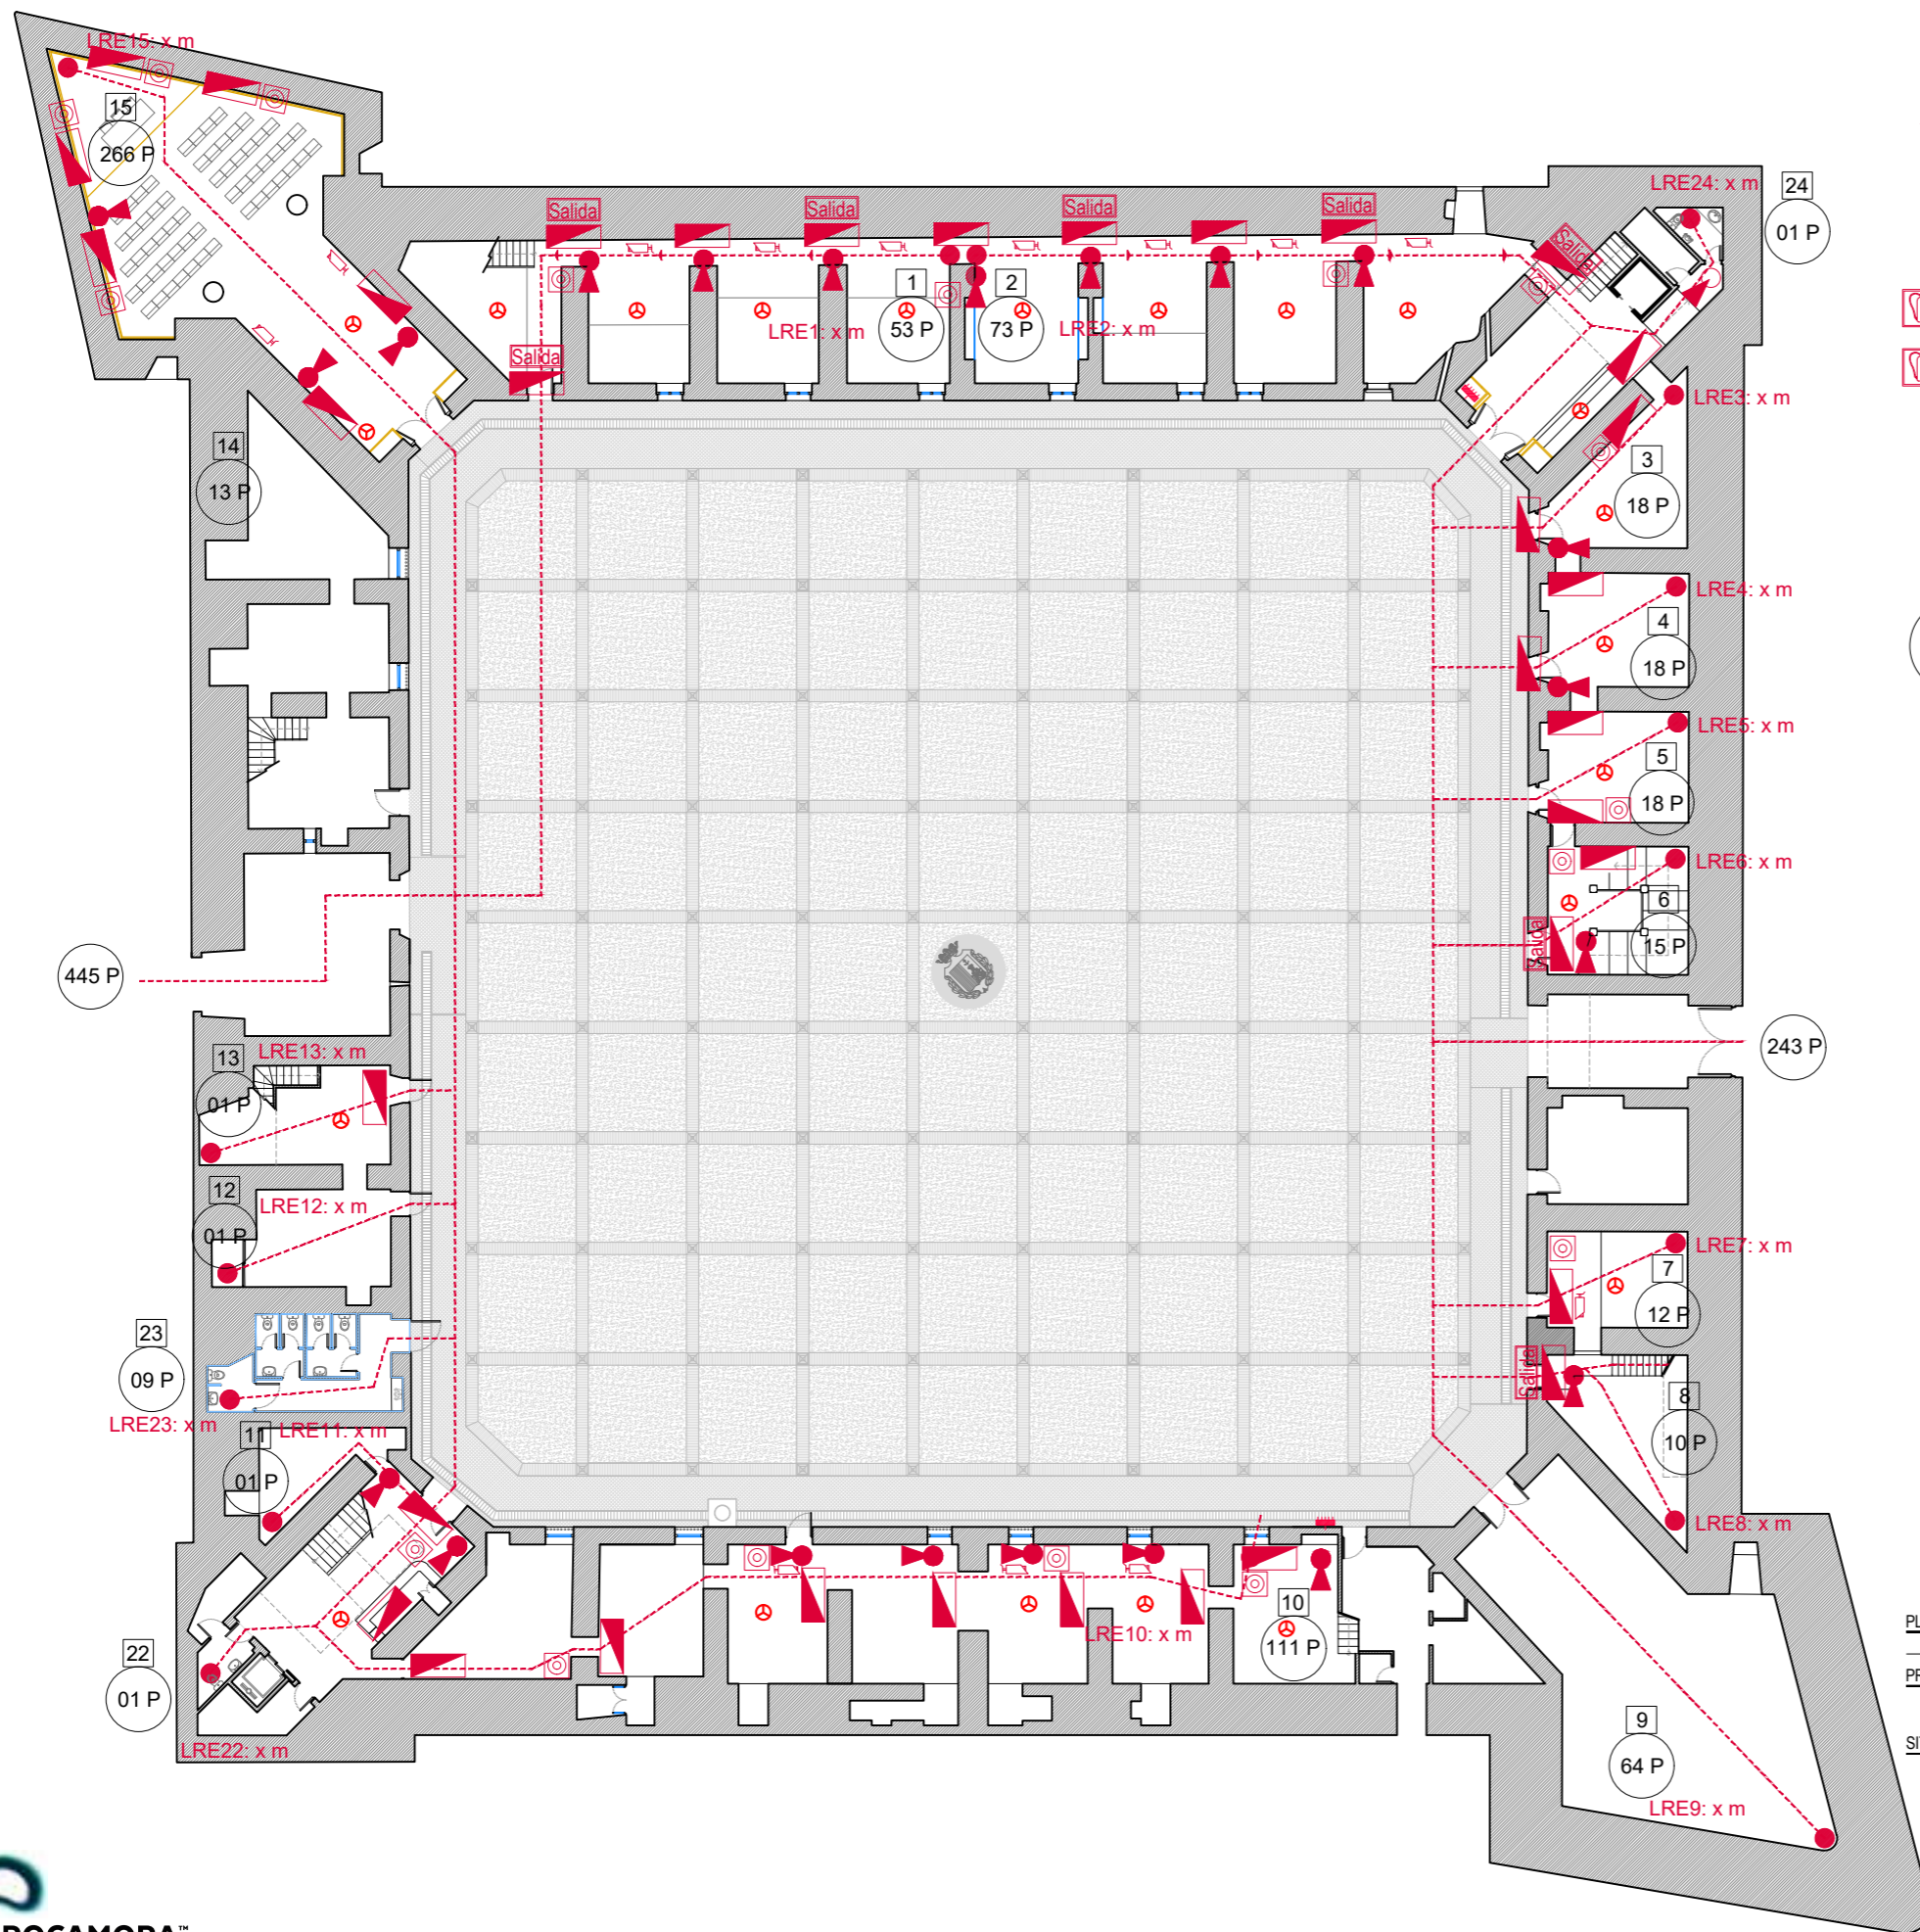 LRE15: x m
15
266 P
Salida
Salida
Salida
Salida
LRE24: x m
24
01 P
Salida
1
53 P
2
73 P
LRE1: x m
LRE2: x m
Salida
LRE3: x m
14
13 P
3
18 P
LRE4: x m
4
18 P
LRE5: x m
5
18 P
LRE6: x m
6
15 P
Salida
445 P
243 P
13
LRE13: x m
01 P
12
LRE12: x m
01 P
LRE7: x m
7
12 P
23
09 P
Salida
8
10 P
LRE23: x m
LRE11: x m
11
01 P
LRE8: x m
10
111 P
LRE10: x m
22
01 P
LRE22: x m
9
64 P
LRE9: x m